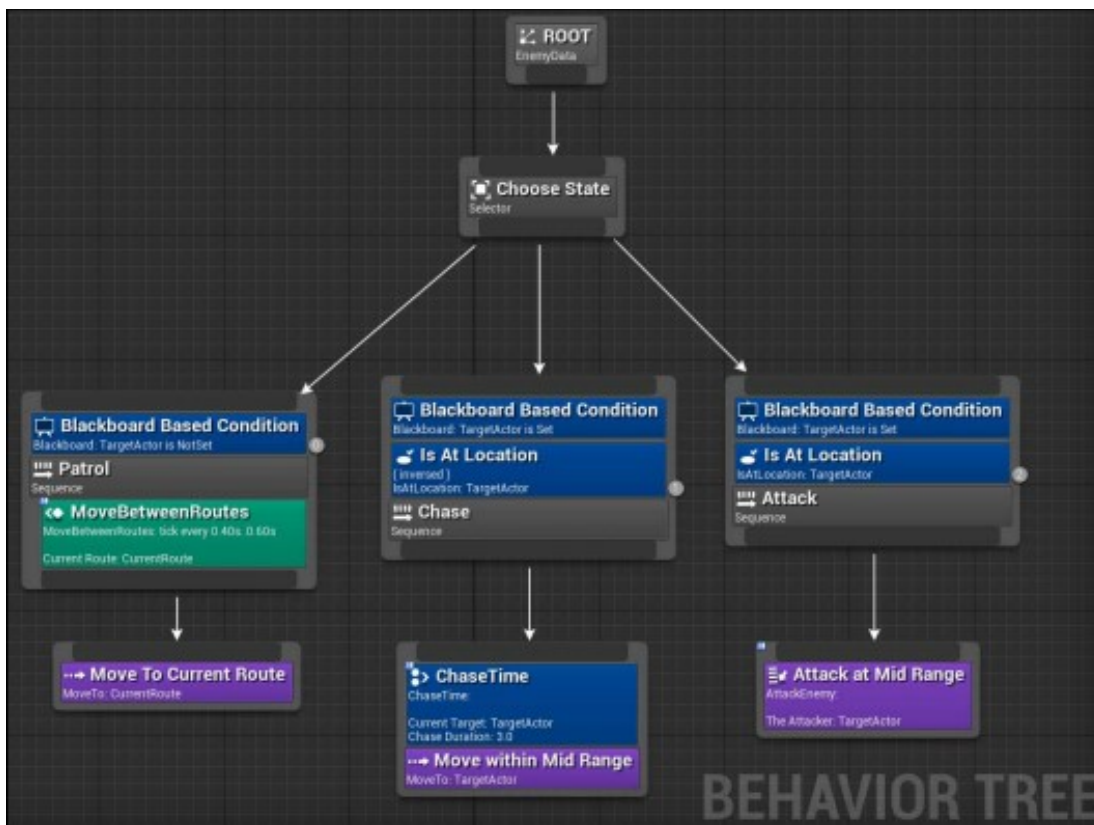 ROOT
EnemyData
Choose State
Selector
Blackboard Based Condition
Blackboard: TargetActor is NotSet
Patrol
Sequence
MoveBetweenRoutes
MoveBetweenRoutes: tick every 0.40s..0.60s
Current Route: CurrentRoute
Move To Current Route
MoveTo: CurrentRoute
Blackboard Based Condition
Blackboard: TargetActor is Set
Is At Location
( inversed )
IsAtLocation: TargetActor
Chase
Sequence
ChaseTime
ChaseTime:
Current Target: TargetActor
Chase Duration: 3.0
Move within Mid Range
MoveTo: TargetActor
Blackboard Based Condition
Blackboard: TargetActor is Set
Is At Location
IsAtLocation: TargetActor
Attack
Sequence
Attack at Mid Range
AttackEnemy:
The Attacker: TargetActor
BEHAVIOR TREE